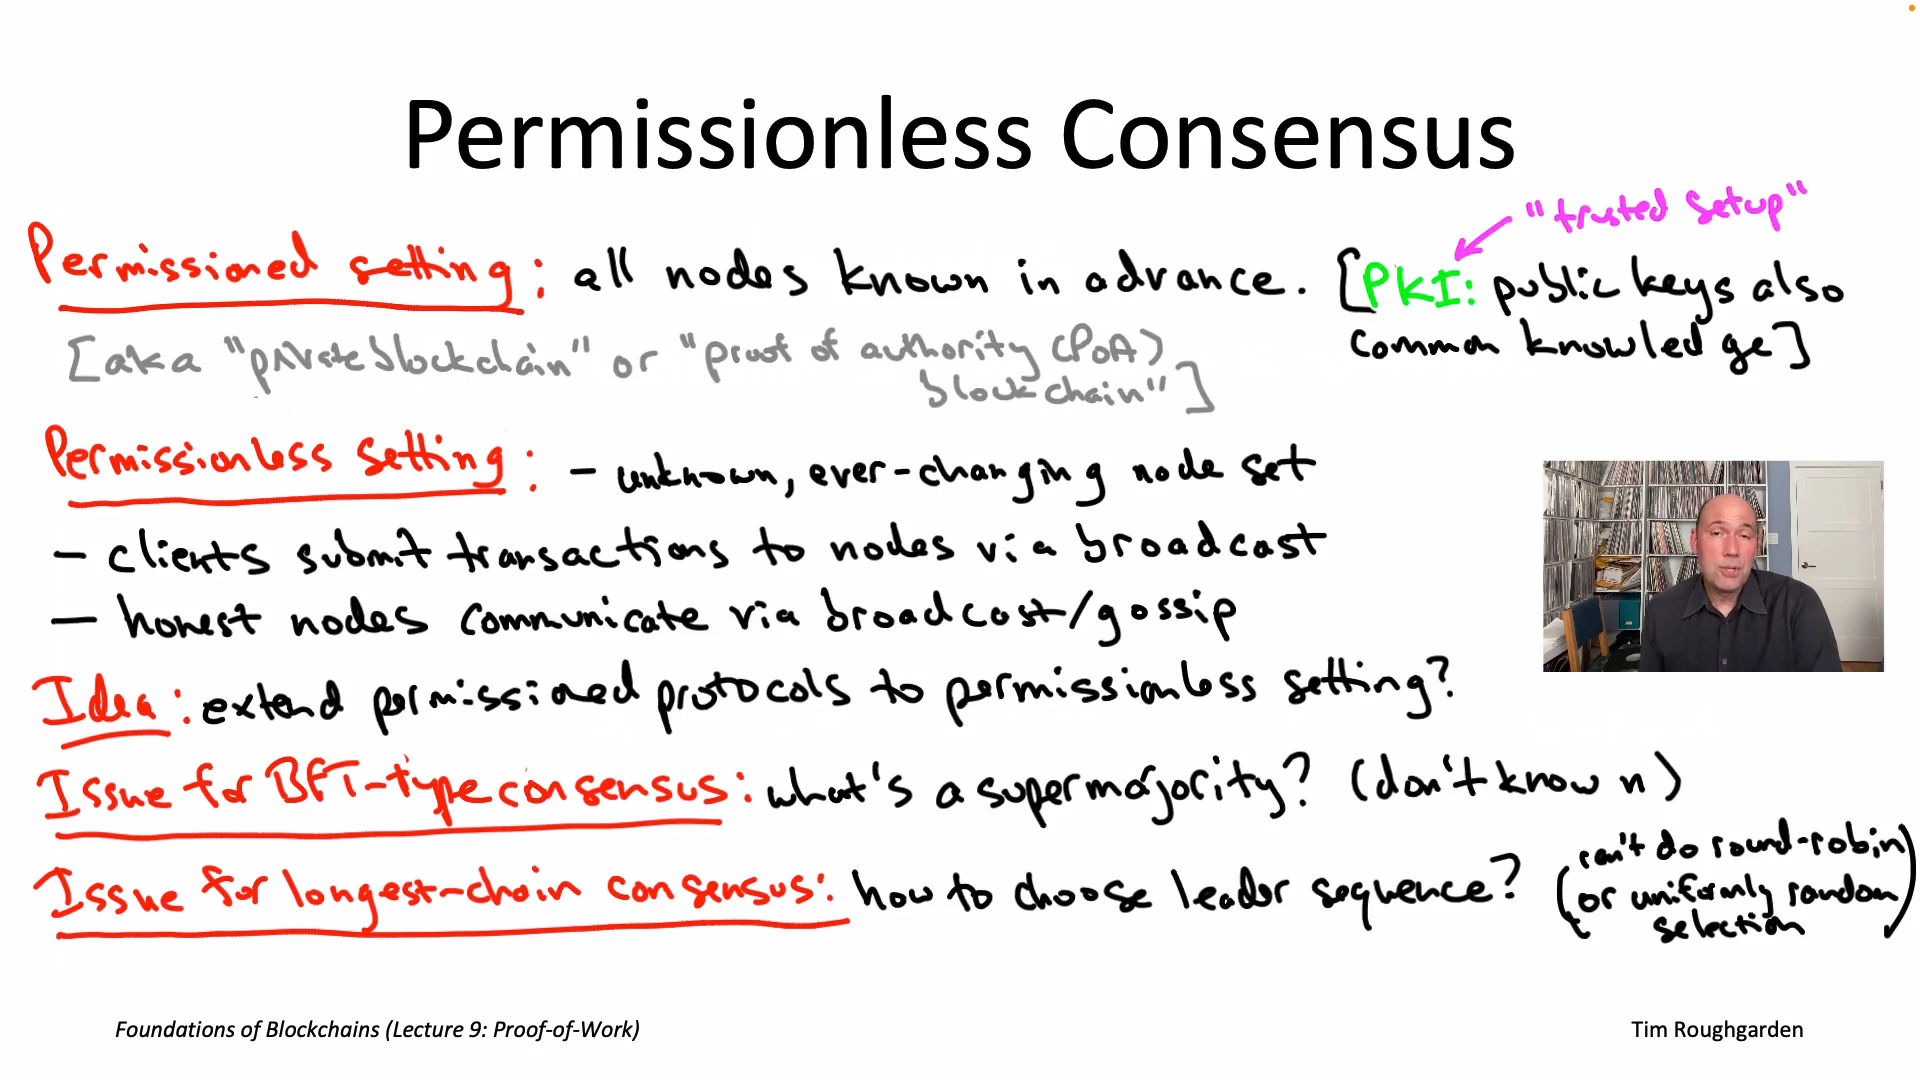 Permissionless Consensus
"trusted setup"
Permissioned setting: all nodes known in advance. [PKI: public keys also
common knowledge]
[aka "private blockchain" or "proof of authority (PoA)
blockchain"]
Permissionless setting: - unknown, ever-changing node set
- clients submit transactions to nodes via broadcast
- honest nodes communicate via broadcast/gossip
Idea: extend permissioned protocols to permissionless setting?
Issue for BFT-type consensus: what's a supermajority? (don't know n)
Issue for longest-chain consensus: how to choose leader sequence?
(can't do round-robin
or uniformly random
selection)
Foundations of Blockchains (Lecture 9: Proof-of-Work)
Tim Roughgarden